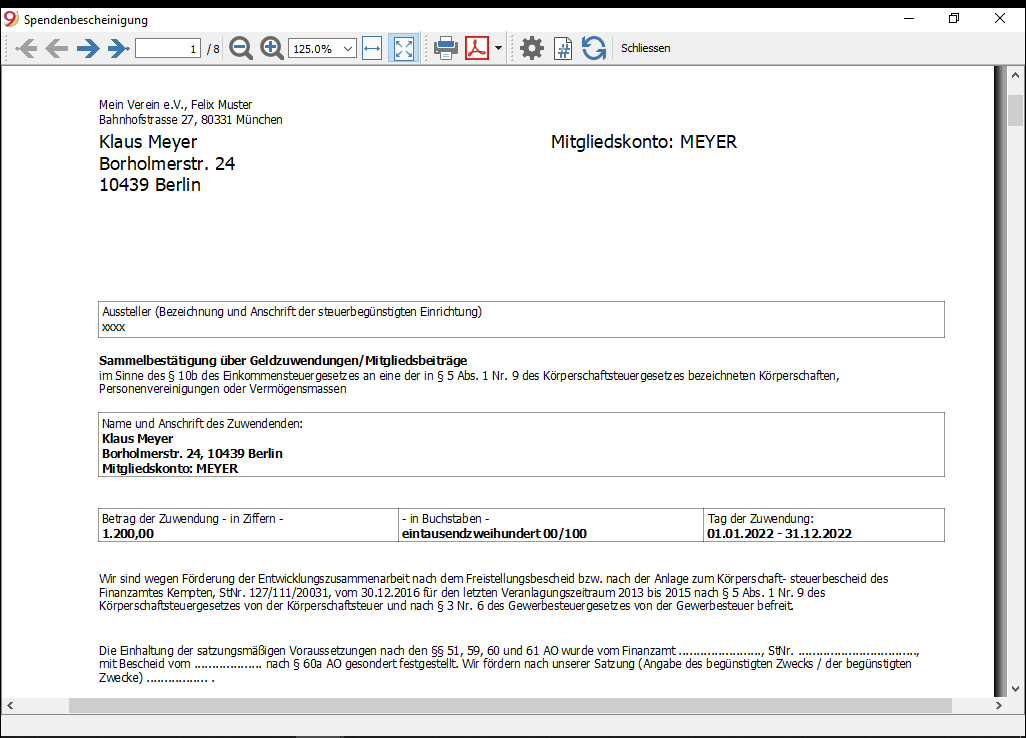 Spendenbescheinigung
1 / 8 125.0% Schliessen
Mein Verein e.V., Felix Muster
Bahnhofstrasse 27, 80331 München
Klaus Meyer
Mitgliedskonto: MEYER
Borholmerstr. 24
10439 Berlin
Aussteller (Bezeichnung und Anschrift der steuerbegünstigten Einrichtung)
xxxx
Sammelbestätigung über Geldzuwendungen/Mitgliedsbeiträge
im Sinne des § 10b des Einkommensteuergesetzes an eine der in § 5 Abs. 1 Nr. 9 des Körperschaftsteuergesetzes bezeichneten Körperschaften,
Personenvereinigungen oder Vermögensmassen
Name und Anschrift des Zuwendenden:
Klaus Meyer
Borholmerstr. 24, 10439 Berlin
Mitgliedskonto: MEYER
Betrag der Zuwendung - in Ziffern -
1.200,00
- in Buchstaben -
eintausendzweihundert 00/100
Tag der Zuwendung:
01.01.2022 - 31.12.2022
Wir sind wegen Förderung der Entwicklungszusammenarbeit nach dem Freistellungsbescheid bzw. nach der Anlage zum Körperschaft- steuerbescheid des
Finanzamtes Kempten, StNr. 127/111/20031, vom 30.12.2016 für den letzten Veranlagungszeitraum 2013 bis 2015 nach § 5 Abs. 1 Nr. 9 des
Körperschaftsteuergesetzes von der Körperschaftsteuer und nach § 3 Nr. 6 des Gewerbesteuergesetzes von der Gewerbesteuer befreit.
Die Einhaltung der satzungsmäßigen Voraussetzungen nach den §§ 51, 59, 60 und 61 AO wurde vom Finanzamt ......................, StNr. .................................,
mit Bescheid vom ................... nach § 60a AO gesondert festgestellt. Wir fördern nach unserer Satzung (Angabe des begünstigten Zwecks / der begünstigten
Zwecke) ................. .